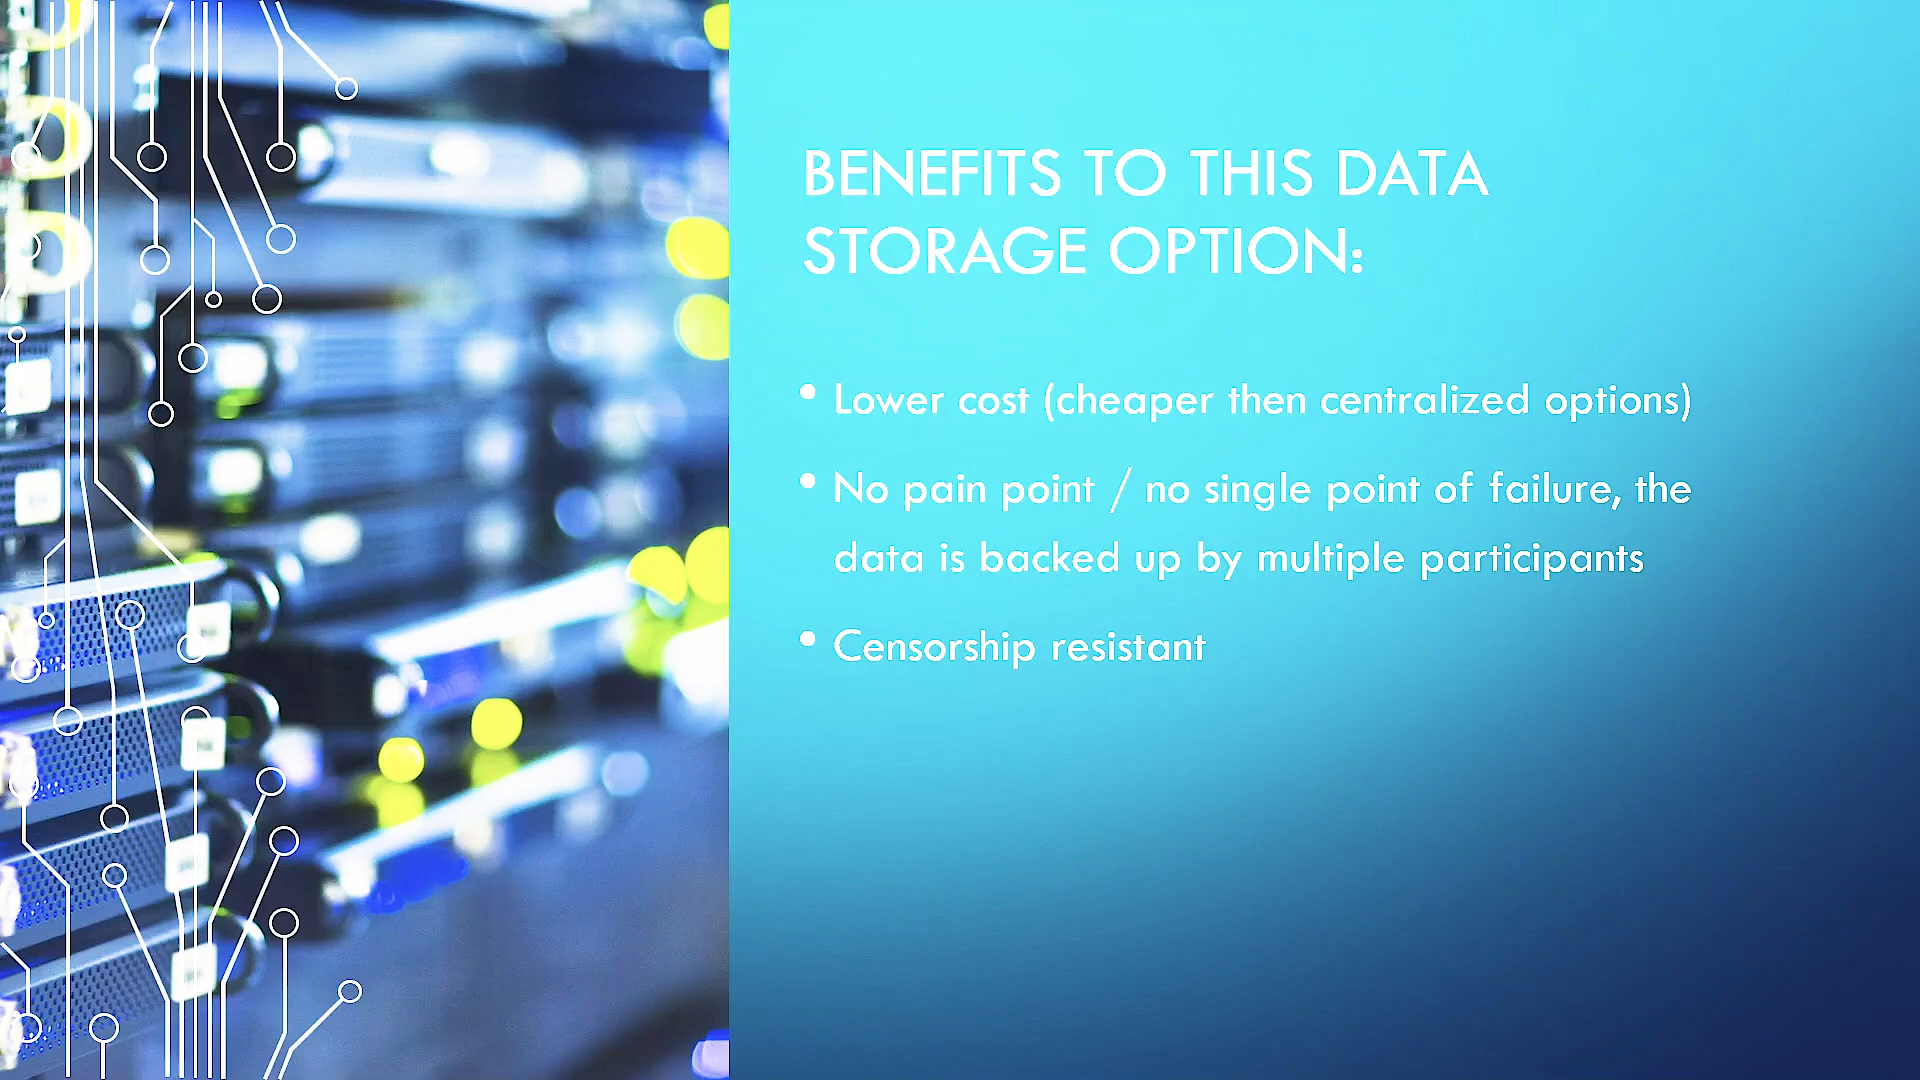 BENEFITS TO THIS DATA
STORAGE OPTION:
• Lower cost (cheaper then centralized options)
• No pain point / no single point of failure, the
data is backed up by multiple participants
• Censorship resistant